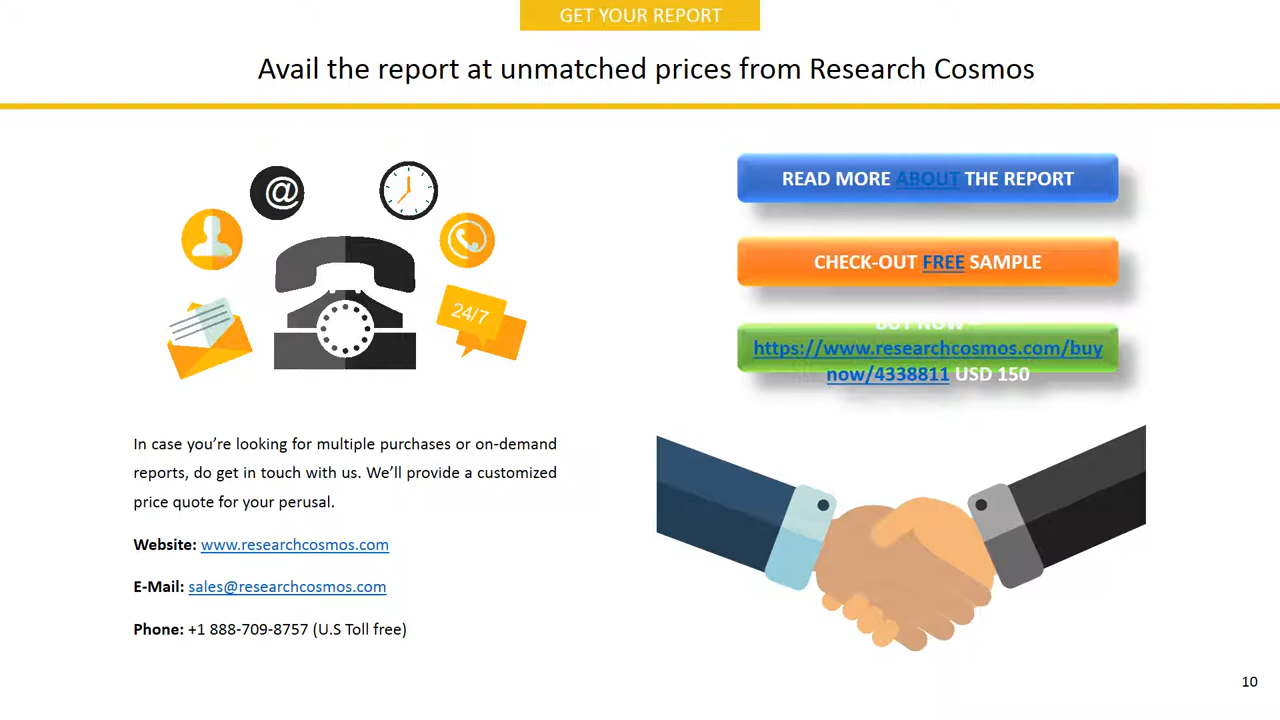 GET YOUR REPORT
Avail the report at unmatched prices from Research Cosmos
@
24/7
READ MORE ABOUT THE REPORT
CHECK-OUT FREE SAMPLE
BUY NOW –
https://www.researchcosmos.com/buy
now/4338811 USD 150
In case you’re looking for multiple purchases or on-demand
reports, do get in touch with us. We’ll provide a customized
price quote for your perusal.
Website: www.researchcosmos.com
E-Mail: sales@researchcosmos.com
Phone: +1 888-709-8757 (U.S Toll free)
10